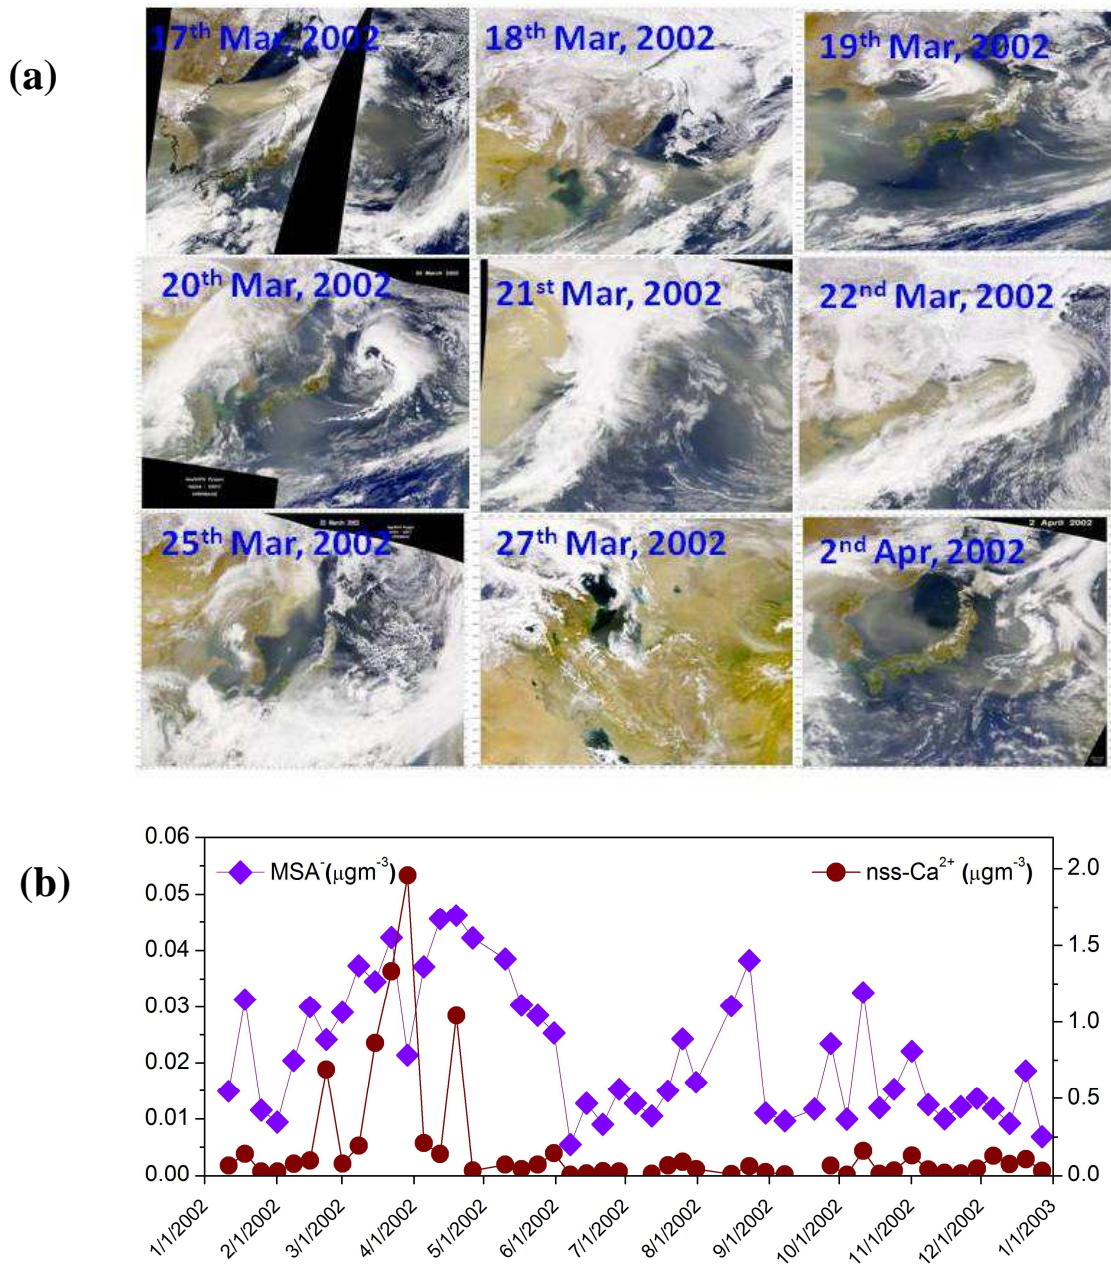 (a)
17th Mar, 2002
18th Mar, 2002
19th Mar, 2002
20th Mar, 2002
20 March 2002
21st Mar, 2002
22nd Mar, 2002
25th Mar, 2002
27th Mar, 2002
2nd Apr, 2002
2 April 2002
(b)
MSA⁻(μgm⁻³)
nss-Ca²⁺ (μgm⁻³)
0.06
0.05
0.04
0.03
0.02
0.01
0.00
2.0
1.5
1.0
0.5
0.0
1/1/2002
2/1/2002
3/1/2002
4/1/2002
5/1/2002
6/1/2002
7/1/2002
8/1/2002
9/1/2002
10/1/2002
11/1/2002
12/1/2002
1/1/2003